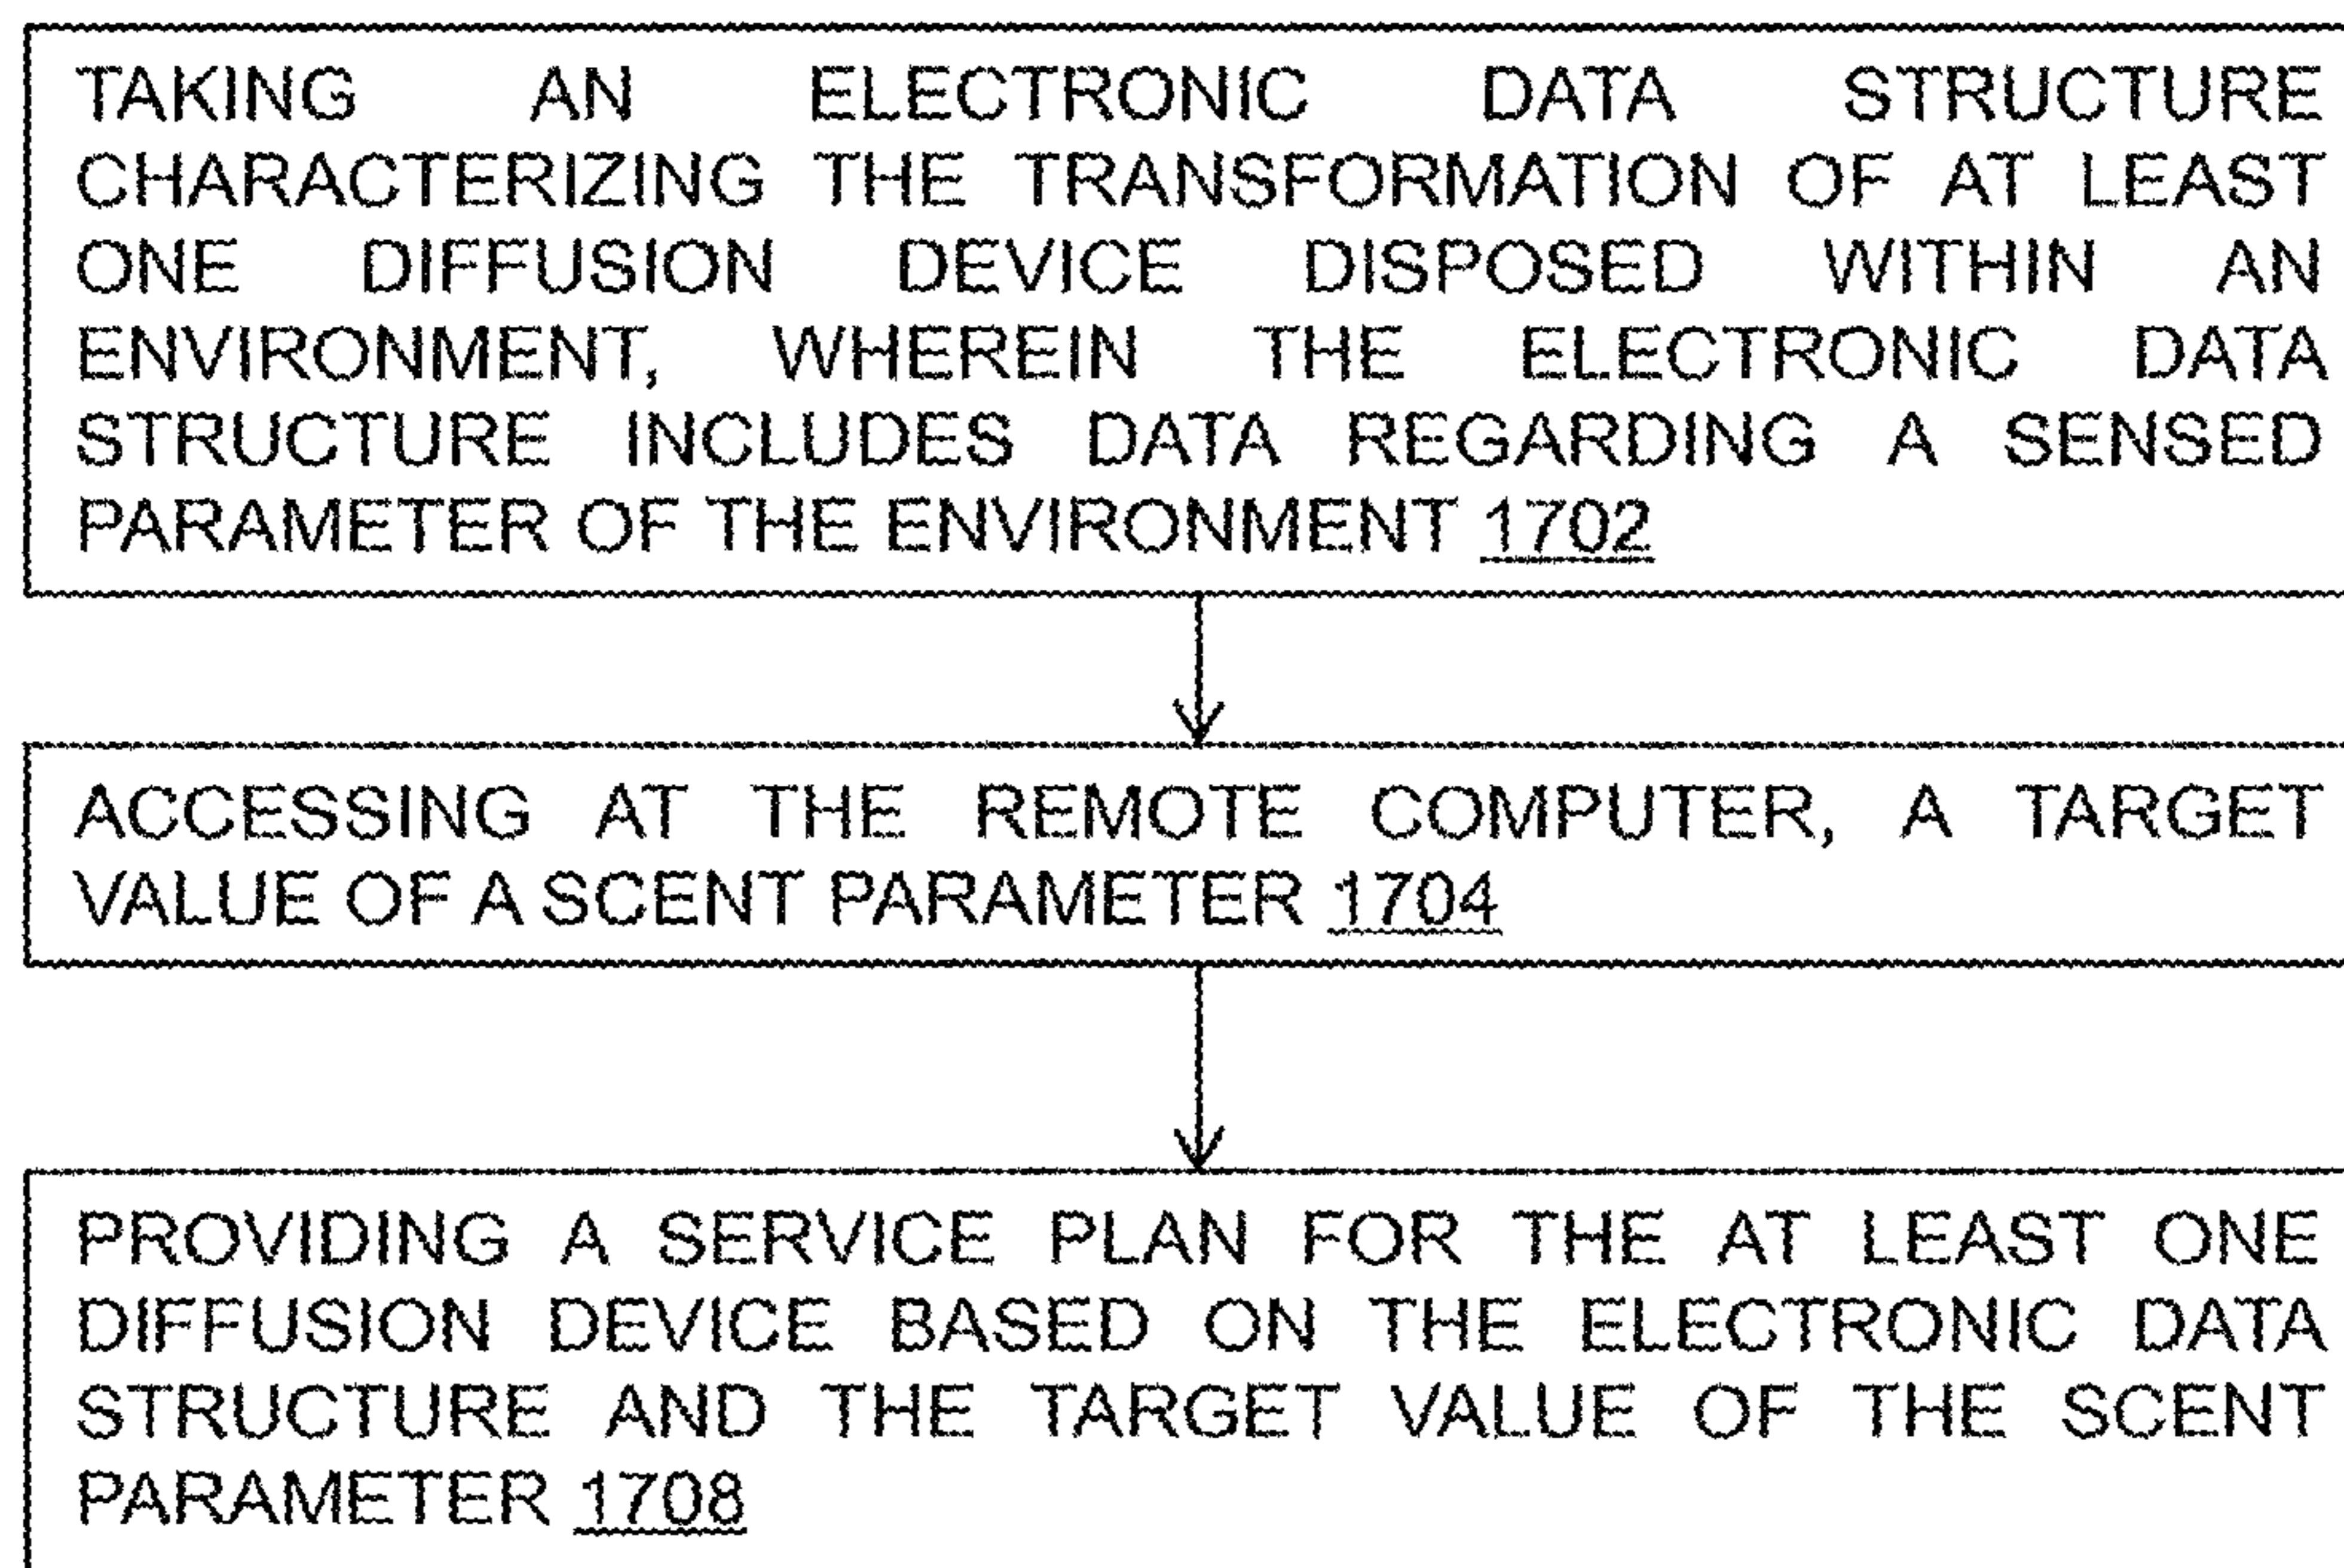 TAKING AN ELECTRONIC DATA STRUCTURE
CHARACTERIZING THE TRANSFORMATION OF AT LEAST
ONE DIFFUSION DEVICE DISPOSED WITHIN AN
ENVIRONMENT, WHEREIN THE ELECTRONIC DATA
STRUCTURE INCLUDES DATA REGARDING A SENSED
PARAMETER OF THE ENVIRONMENT 1702
ACCESSING AT THE REMOTE COMPUTER, A TARGET
VALUE OF A SCENT PARAMETER 1704
PROVIDING A SERVICE PLAN FOR THE AT LEAST ONE
DIFFUSION DEVICE BASED ON THE ELECTRONIC DATA
STRUCTURE AND THE TARGET VALUE OF THE SCENT
PARAMETER 1708